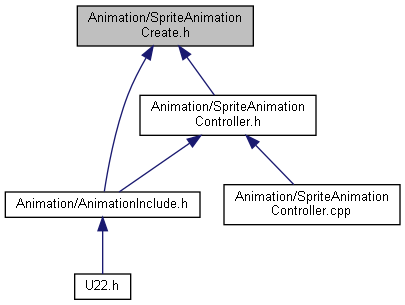 Animation/SpriteAnimation
Create.h
Animation/SpriteAnimation
Controller.h
Animation/AnimationInclude.h
Animation/SpriteAnimation
Controller.cpp
U22.h